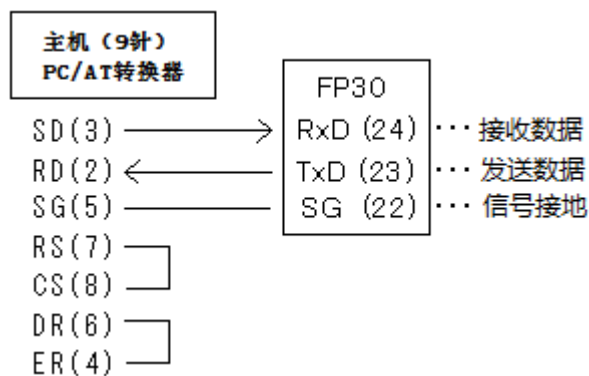 主机（9针）
PC/AT转换器
FP30
SD(3) RxD (24) ··· 接收数据
RD(2) TxD (23) ··· 发送数据
SG(5) SG (22) ··· 信号接地
RS(7)
CS(8)
DR(6)
ER(4)